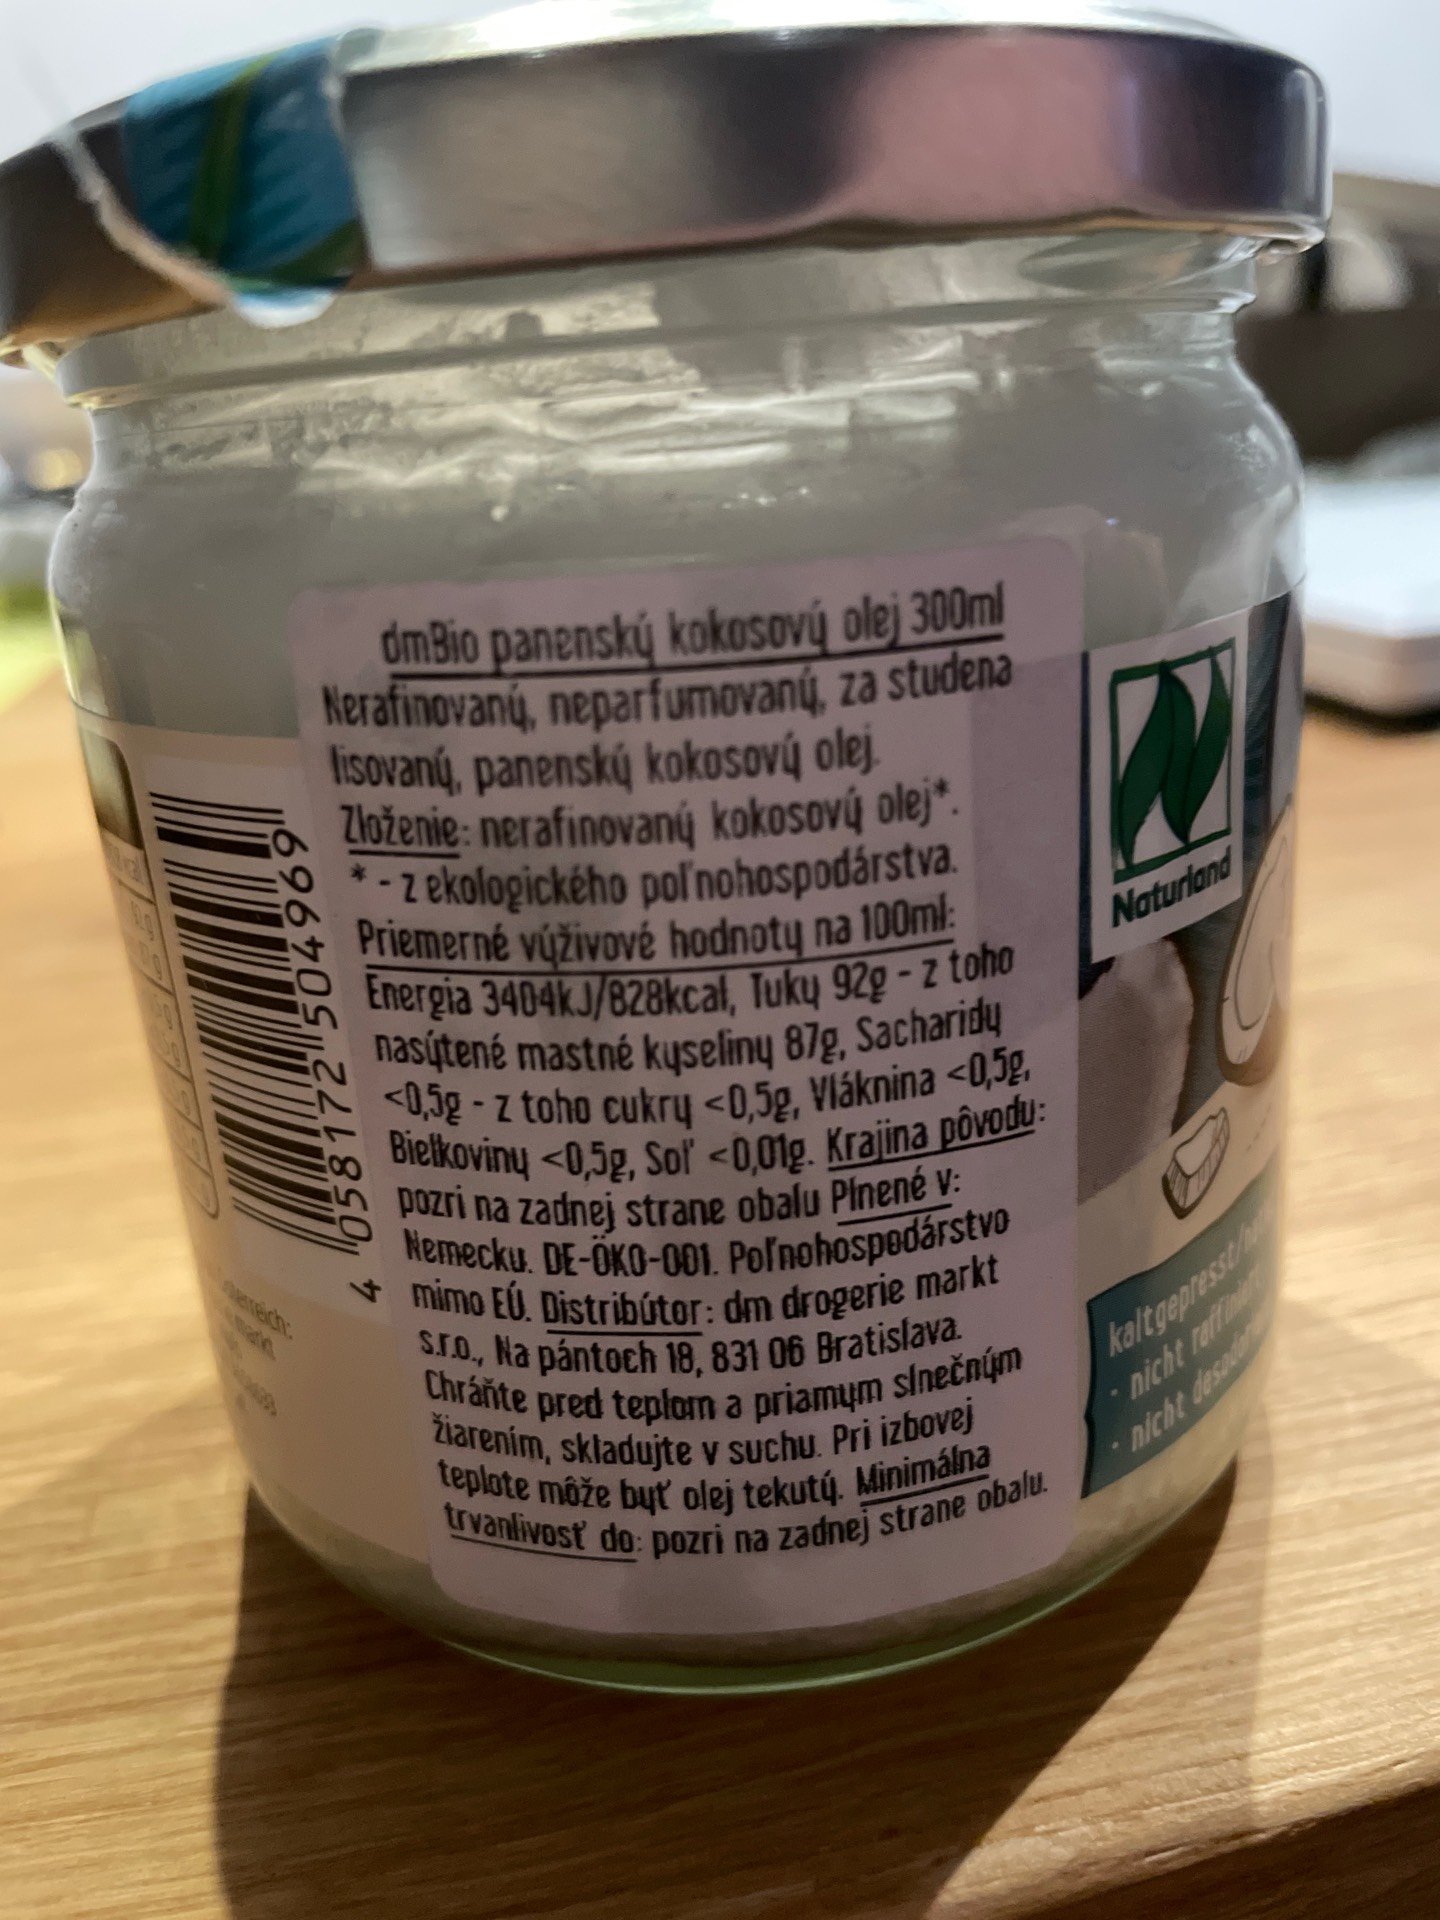 dmBio panenský kokosový olej 300ml
Nerafinovaný, neparfumovaný, za studena
lisovaný, panenský kokosový olej.
Zloženie: nerafinovaný kokosový olej*.
* - z ekologického poľnohospodárstva.
Priemerné výživové hodnoty na 100ml:
Energia 3404kJ/828kcal, Tuky 92g - z toho
nasýtené mastné kyseliny 87g, Sacharidy
<0,5g - z toho cukry <0,5g, Vláknina <0,5g,
Bielkoviny <0,5g, Soľ <0,01g. Krajina pôvodu:
pozri na zadnej strane obalu Plnené v:
Nemecku. DE-ÖKO-001. Poľnohospodárstvo
mimo EÚ. Distribútor: dm drogerie markt
s.r.o., Na pántoch 18, 831 06 Bratislava.
Chráňte pred teplom a priamym slnečným
žiarením, skladujte v suchu. Pri izbovej
teplote môže byť olej tekutý. Minimálna
trvanlivosť do: pozri na zadnej strane obalu.
4 058172 504969
Naturland
kaltgepresst/
· nicht
· nicht